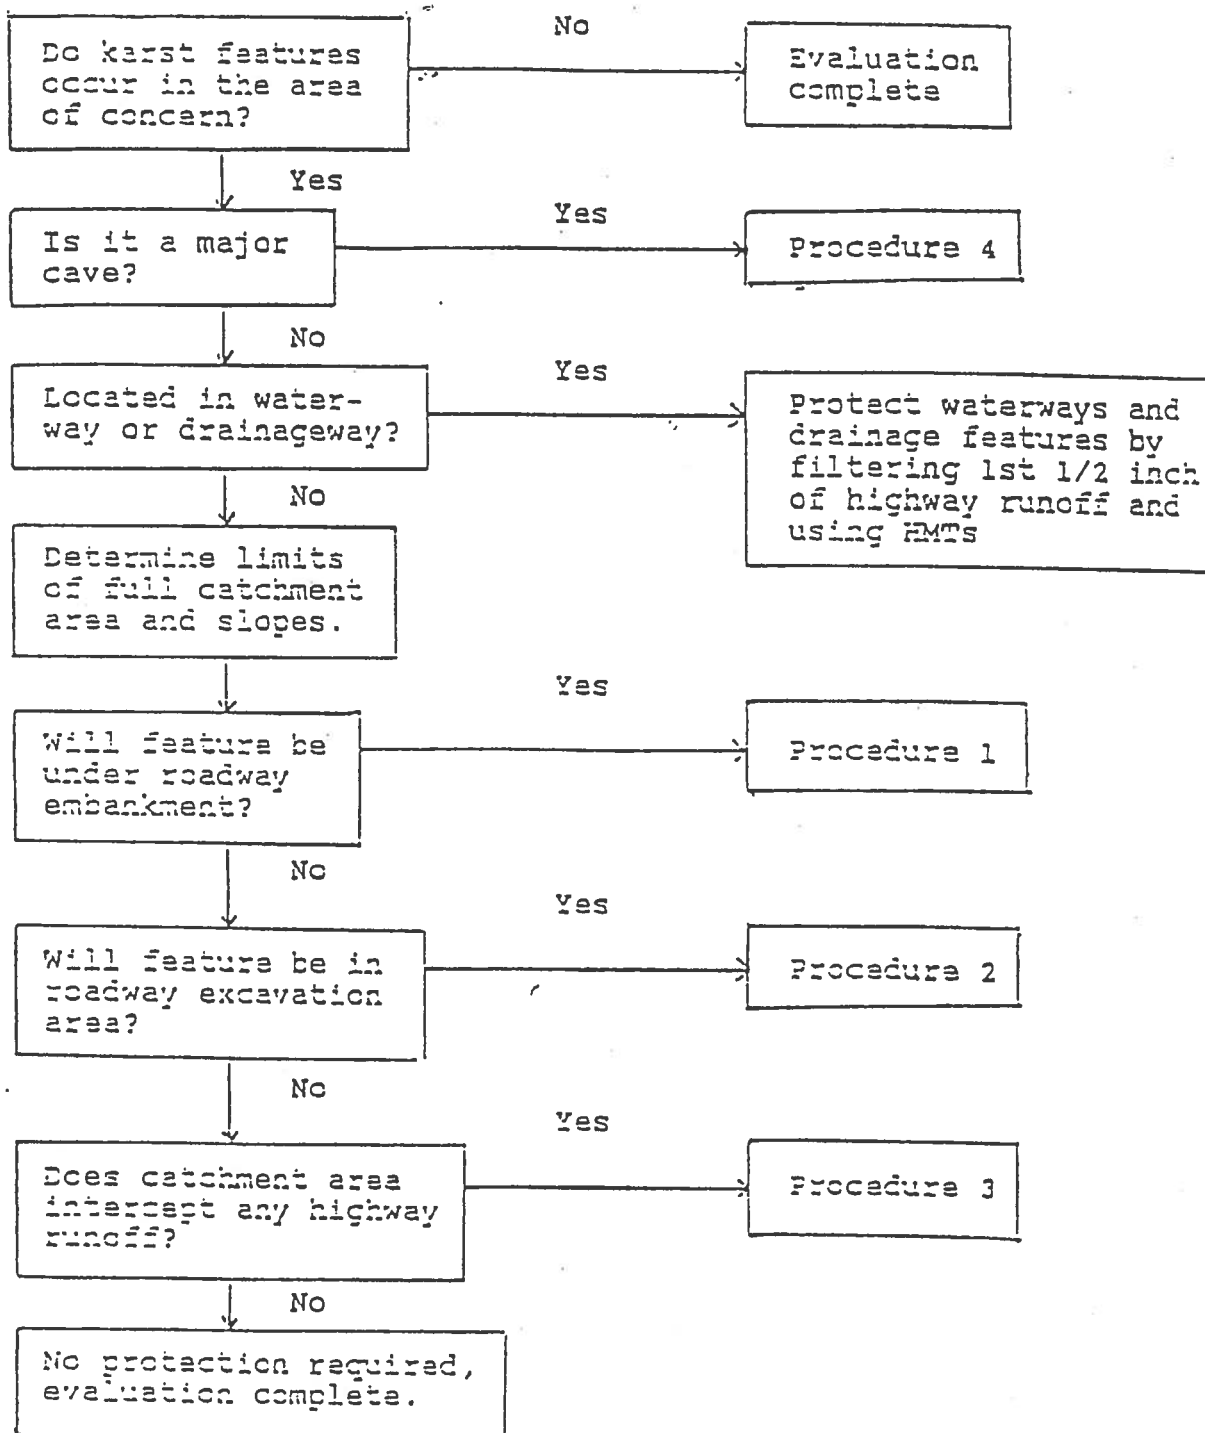 Do karst features
occur in the area
of concern?
No
Evaluation
complete
Yes
Is it a major
cave?
Yes
Procedure 4
No
Located in water-
way or drainageway?
Yes
Protect waterways and
drainage features by
filtering 1st 1/2 inch
of highway runoff and
using HMTs
No
Determine limits
of full catchment
area and slopes.
Will feature be
under roadway
embankment?
Yes
Procedure 1
No
Will feature be in
roadway excavation
area?
Yes
Procedure 2
No
Does catchment area
intercept any highway
runoff?
Yes
Procedure 3
No
No protection required,
evaluation complete.